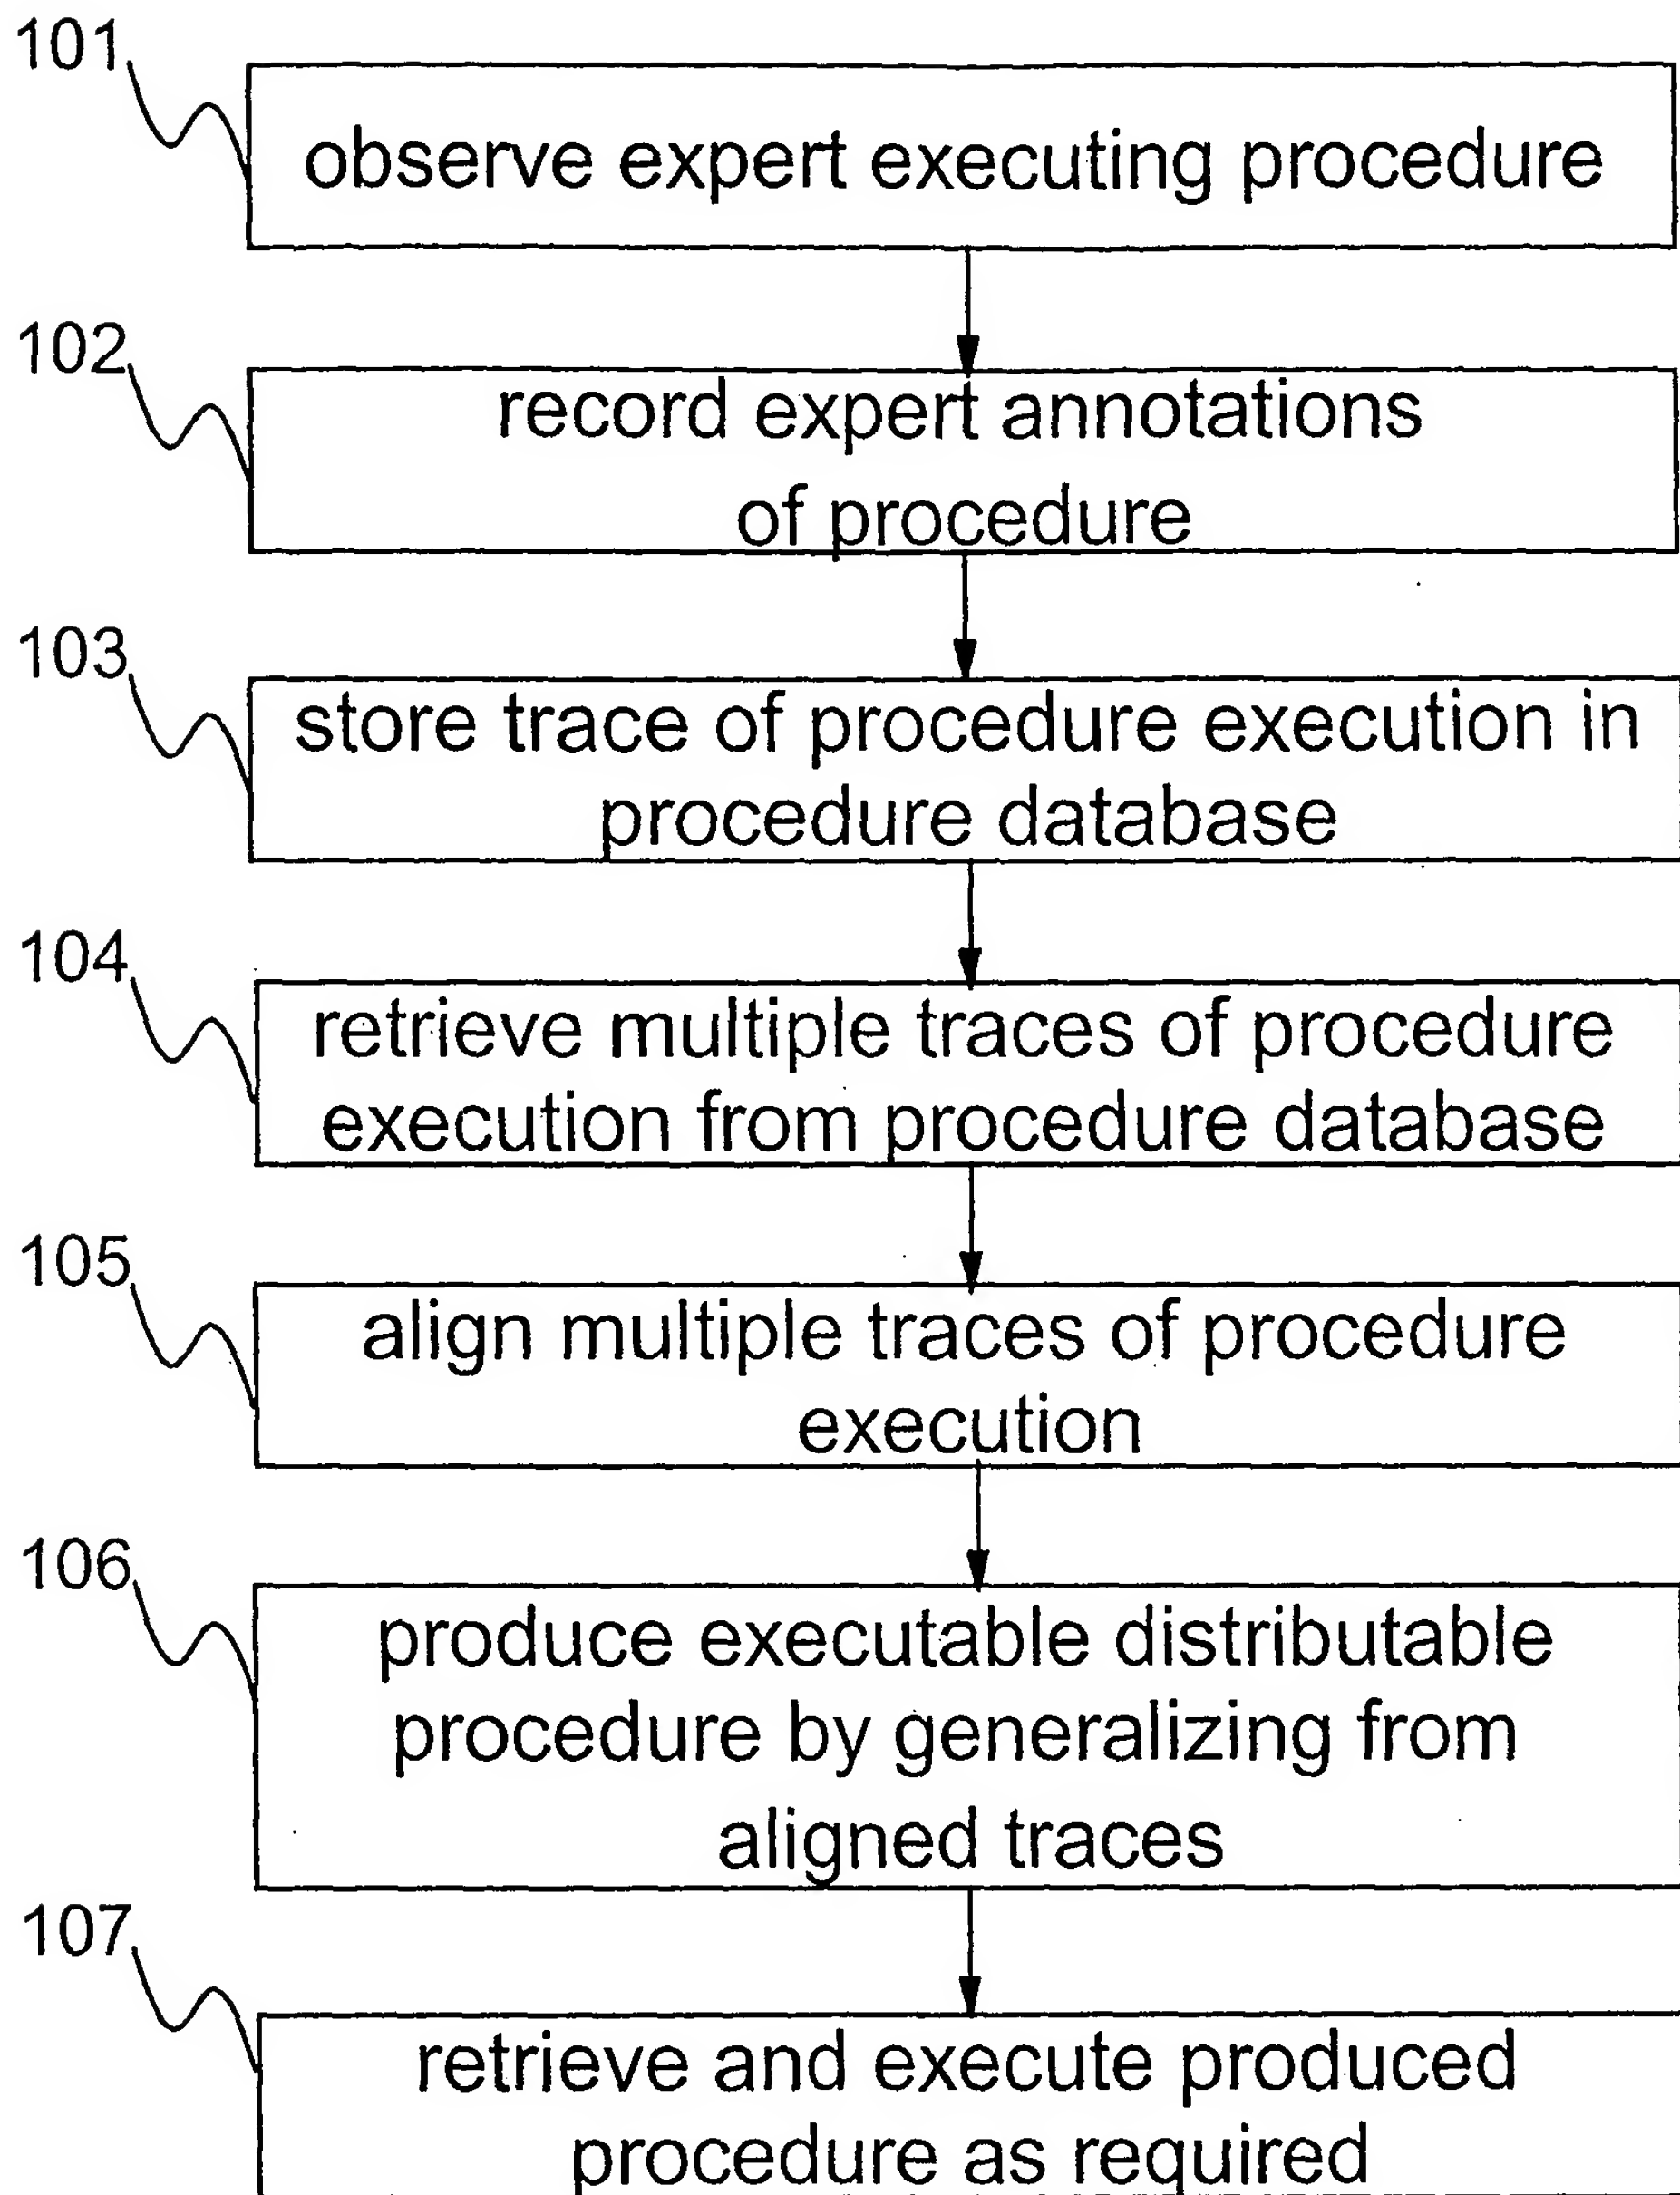 101
observe expert executing procedure
102
record expert annotations
of procedure
103
store trace of procedure execution in
procedure database
104
retrieve multiple traces of procedure
execution from procedure database
105
align multiple traces of procedure
execution
106
produce executable distributable
procedure by generalizing from
aligned traces
107
retrieve and execute produced
procedure as required